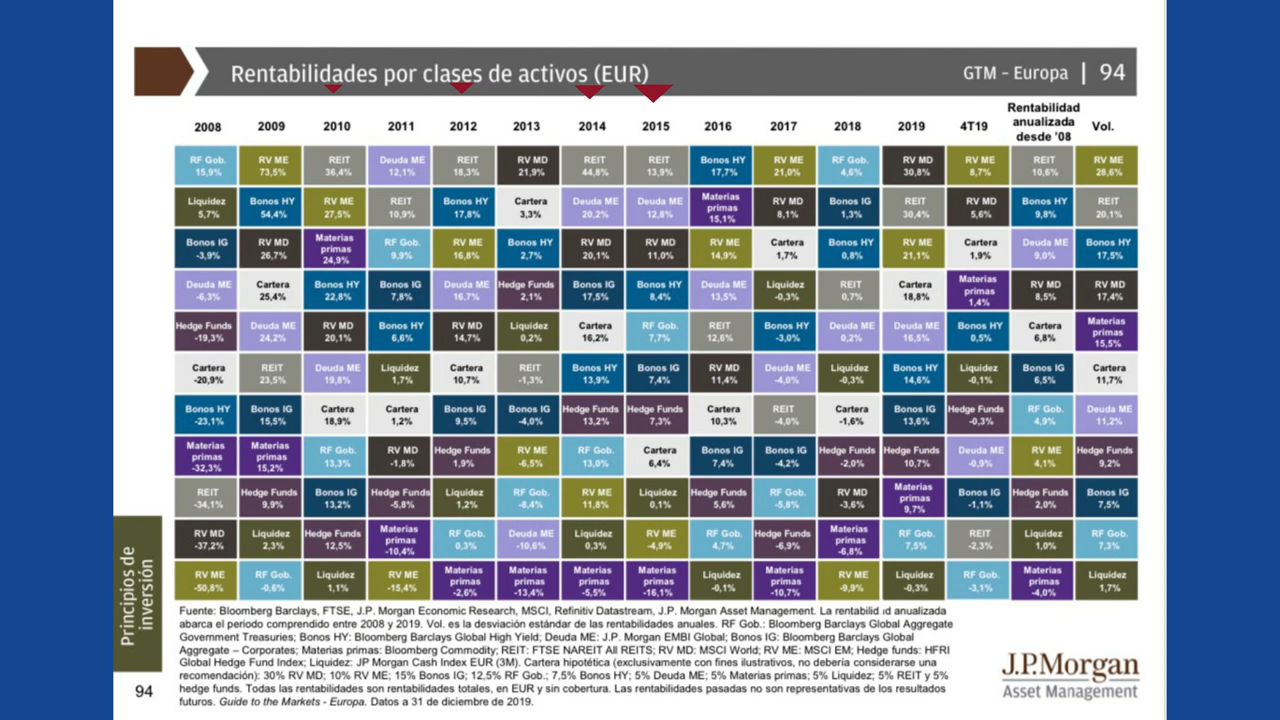 Rentabilidades por clases de activos (EUR)
GTM – Europa | 94
2008 2009 2010 2011 2012 2013 2014 2015 2016 2017 2018 2019 4T19 Rentabilidad anualizada desde '08 Vol.
RF Gob. 15,9% RV ME 73,5% REIT 36,4% Deuda ME 12,1% REIT 18,3% RV MD 21,9% REIT 44,8% REIT 13,9% Bonos HY 17,7% RV ME 21,0% RF Gob. 4,6% RV MD 30,8% RV ME 8,7% REIT 10,6% RV ME 28,6%
Liquidez 5,7% Bonos HY 54,4% RV ME 27,5% REIT 10,9% Bonos HY 17,8% Cartera 3,3% Deuda ME 20,2% Deuda ME 12,8% Materias primas 15,1% RV MD 8,1% Bonos IG 1,3% REIT 30,4% RV MD 5,6% Bonos HY 9,8% REIT 20,1%
Bonos IG -3,9% RV MD 26,7% Materias primas 24,9% RF Gob. 9,9% RV ME 16,8% Bonos HY 2,7% RV MD 20,1% RV MD 11,0% RV ME 14,9% Cartera 1,7% Bonos HY 0,8% RV ME 21,1% Cartera 1,9% Deuda ME 9,0% Bonos HY 17,5%
Deuda ME -6,3% Cartera 25,4% Bonos HY 22,8% Bonos IG 7,8% Deuda ME 16,7% Hedge Funds 2,1% Bonos IG 17,5% Bonos HY 8,4% Deuda ME 13,5% Liquidez -0,3% REIT 0,7% Cartera 18,8% Materias primas 1,4% RV MD 8,5% RV MD 17,4%
Hedge Funds -19,3% Deuda ME 24,2% RV MD 20,1% Bonos HY 6,6% RV MD 14,7% Liquidez 0,2% Cartera 16,2% RF Gob. 7,7% REIT 12,6% Bonos HY -3,0% Deuda ME 0,2% Deuda ME 16,5% Bonos HY 0,5% Cartera 6,8% Materias primas 15,5%
Cartera -20,9% REIT 23,5% Deuda ME 19,8% Liquidez 1,7% Cartera 10,7% REIT -1,3% Bonos HY 13,9% Bonos IG 7,4% RV MD 11,4% Deuda ME -4,0% Liquidez -0,3% Bonos HY 14,6% Liquidez -0,1% Bonos IG 6,5% Cartera 11,7%
Bonos HY -23,1% Bonos IG 15,5% Cartera 18,9% Cartera 1,2% Bonos IG 9,5% Bonos IG -4,0% Hedge Funds 13,2% Hedge Funds 7,3% Cartera 10,3% REIT -4,0% Cartera -1,6% Bonos IG 13,6% Hedge Funds -0,3% RF Gob. 4,9% Deuda ME 11,2%
Materias primas -32,3% Materias primas 15,2% RF Gob. 13,3% RV MD -1,8% Hedge Funds 1,9% RV ME -6,5% RF Gob. 13,0% Cartera 6,4% Bonos IG 7,4% Bonos IG -4,2% Hedge Funds -2,0% Hedge Funds 10,7% Deuda ME -0,9% RV ME 4,1% Hedge Funds 9,2%
REIT -34,1% Hedge Funds 9,9% Bonos IG 13,2% Hedge Funds -5,8% Liquidez 1,2% RF Gob. -8,4% RV ME 11,8% Liquidez 0,1% Hedge Funds 5,6% RF Gob. -5,8% RV MD -3,6% Materias primas 9,7% Bonos IG -1,1% Hedge Funds 2,0% Bonos IG 7,5%
RV MD -37,2% Liquidez 2,3% Hedge Funds 12,5% Materias primas -10,4% RF Gob. 0,3% Deuda ME -10,6% Liquidez 0,3% RV ME -4,9% RF Gob. 4,7% Hedge Funds -6,9% Materias primas -6,8% RF Gob. 7,5% REIT -2,3% Liquidez 1,0% RF Gob. 7,3%
RV ME -50,8% RF Gob. -0,6% Liquidez 1,1% RV ME -15,4% Materias primas -2,6% Materias primas -13,4% Materias primas -5,5% Materias primas -16,1% Liquidez -0,1% Materias primas -10,7% RV ME -9,9% Liquidez -0,3% RF Gob. -3,1% Materias primas -4,0% Liquidez 1,7%
Fuente: Bloomberg Barclays, FTSE, J.P. Morgan Economic Research, MSCI, Refinitiv Datastream, J.P. Morgan Asset Management. La rentabilid ıd anualizada
abarca el periodo comprendido entre 2008 y 2019. Vol. es la desviación estándar de las rentabilidades anuales. RF Gob.: Bloomberg Barclays Global Aggregate
Government Treasuries; Bonos HY: Bloomberg Barclays Global High Yield; Deuda ME: J.P. Morgan EMBI Global; Bonos IG: Bloomberg Barclays Global
Aggregate – Corporates; Materias primas: Bloomberg Commodity; REIT: FTSE NAREIT All REITS; RV MD: MSCI World; RV ME: MSCI EM; Hedge funds: HFRI
Global Hedge Fund Index; Liquidez: JP Morgan Cash Index EUR (3M). Cartera hipotética (exclusivamente con fines ilustrativos, no debería considerarse una
recomendación): 30% RV MD; 10% RV ME; 15% Bonos IG; 12,5% RF Gob.; 7,5% Bonos HY; 5% Deuda ME; 5% Materias primas; 5% Liquidez; 5% REIT y 5%
hedge funds. Todas las rentabilidades son rentabilidades totales, en EUR y sin cobertura. Las rentabilidades pasadas no son representativas de los resultados
futuros. Guide to the Markets - Europa. Datos a 31 de diciembre de 2019.
Principios de
inversión
94
J.P.Morgan
Asset Management